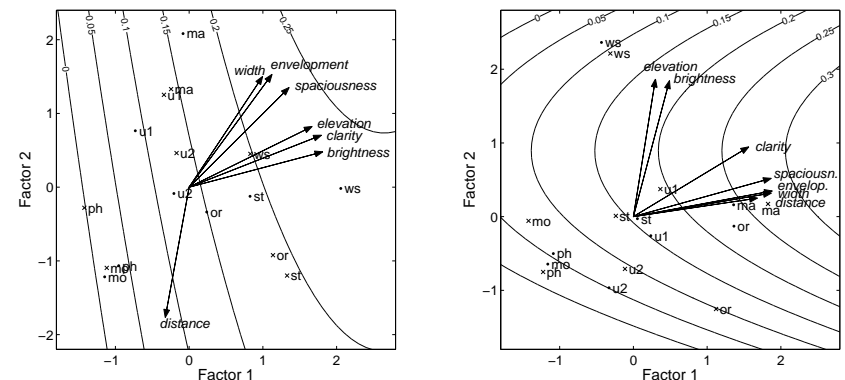 0
0.05
0.1
0.15
0.2
0.25
2
1
0
−1
−2
Factor 2
ma
width
envelopment
spaciousness
ma
u1
u1
elevation
clarity
brightness
u2
ws
u2
st
ws
ph
or
or
st
mo
ph
mo
distance
−1
0
1
2
Factor 1
0
0.05
0.1
0.15
0.2
0.25
0.3
2
1
0
−1
Factor 2
ws
ws
elevation
brightness
clarity
spaciousn.
envelop.
width
distance
u1
ma
ma
mo
st
st
or
u1
ph
mo
ph
u2
u2
or
−1
0
1
2
Factor 1